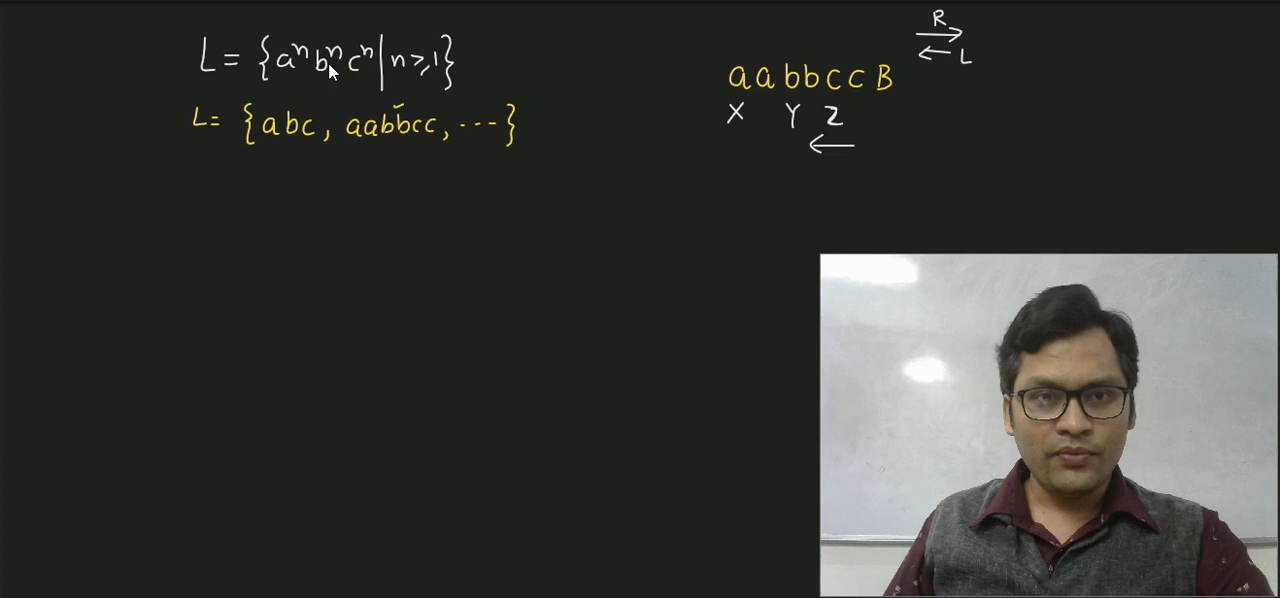 L = {aⁿbⁿcⁿ | n ≥ 1}
L = {abc, aabbcc, ---}
R
L
aabbccB
X Y Z